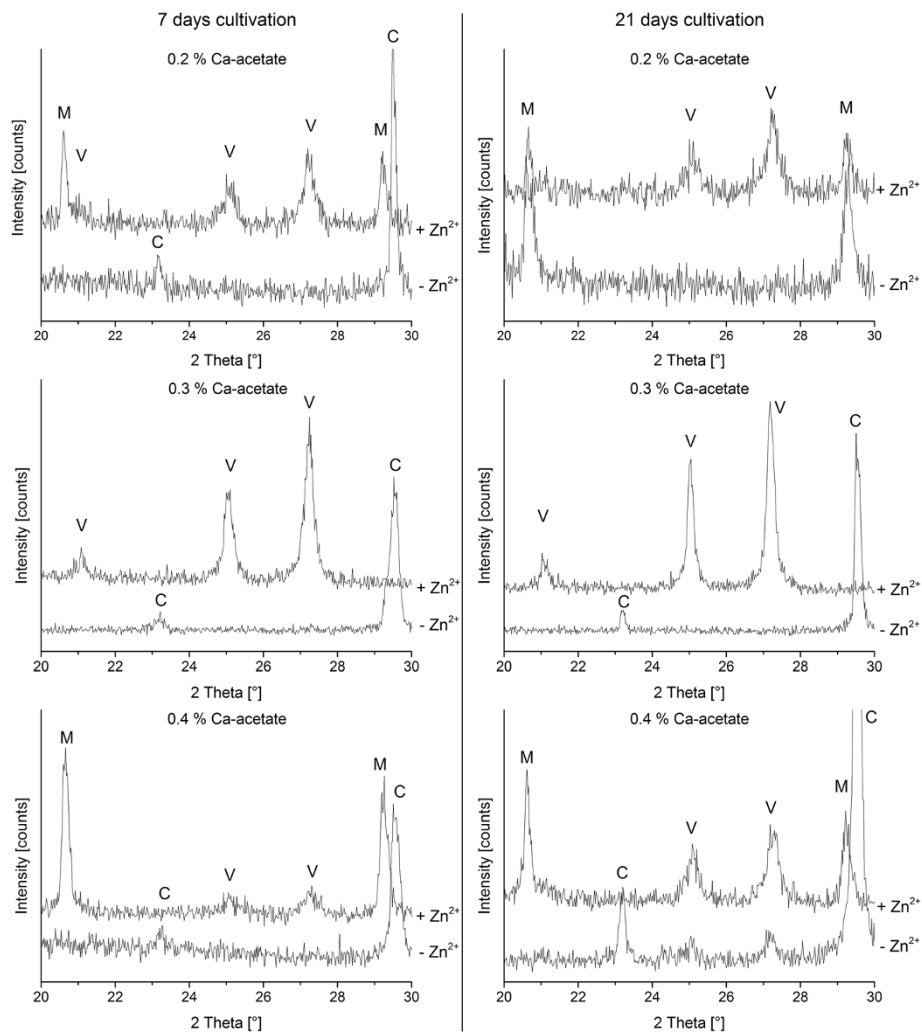 7 days cultivation
0.2 % Ca-acetate
Intensity [counts]
M
V
V
V
M
C
C
+ Zn²⁺
- Zn²⁺
20 22 24 26 28 30
2 Theta [°]
0.3 % Ca-acetate
Intensity [counts]
V
V
V
C
C
+ Zn²⁺
- Zn²⁺
20 22 24 26 28 30
2 Theta [°]
0.4 % Ca-acetate
Intensity [counts]
M
C
V
V
M
C
+ Zn²⁺
- Zn²⁺
20 22 24 26 28 30
2 Theta [°]
21 days cultivation
0.2 % Ca-acetate
Intensity [counts]
M
V
V
M
+ Zn²⁺
- Zn²⁺
20 22 24 26 28 30
2 Theta [°]
0.3 % Ca-acetate
Intensity [counts]
V
V
V
C
C
+ Zn²⁺
- Zn²⁺
20 22 24 26 28 30
2 Theta [°]
0.4 % Ca-acetate
Intensity [counts]
M
C
V
V
M
C
+ Zn²⁺
- Zn²⁺
20 22 24 26 28 30
2 Theta [°]